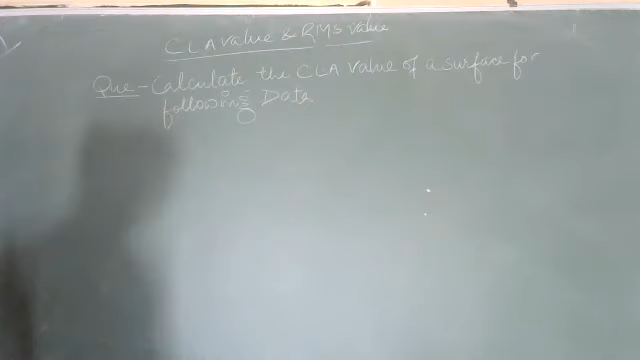 CLA value & RMS value
Que - Calculate the CLA value of a surface for
following Data